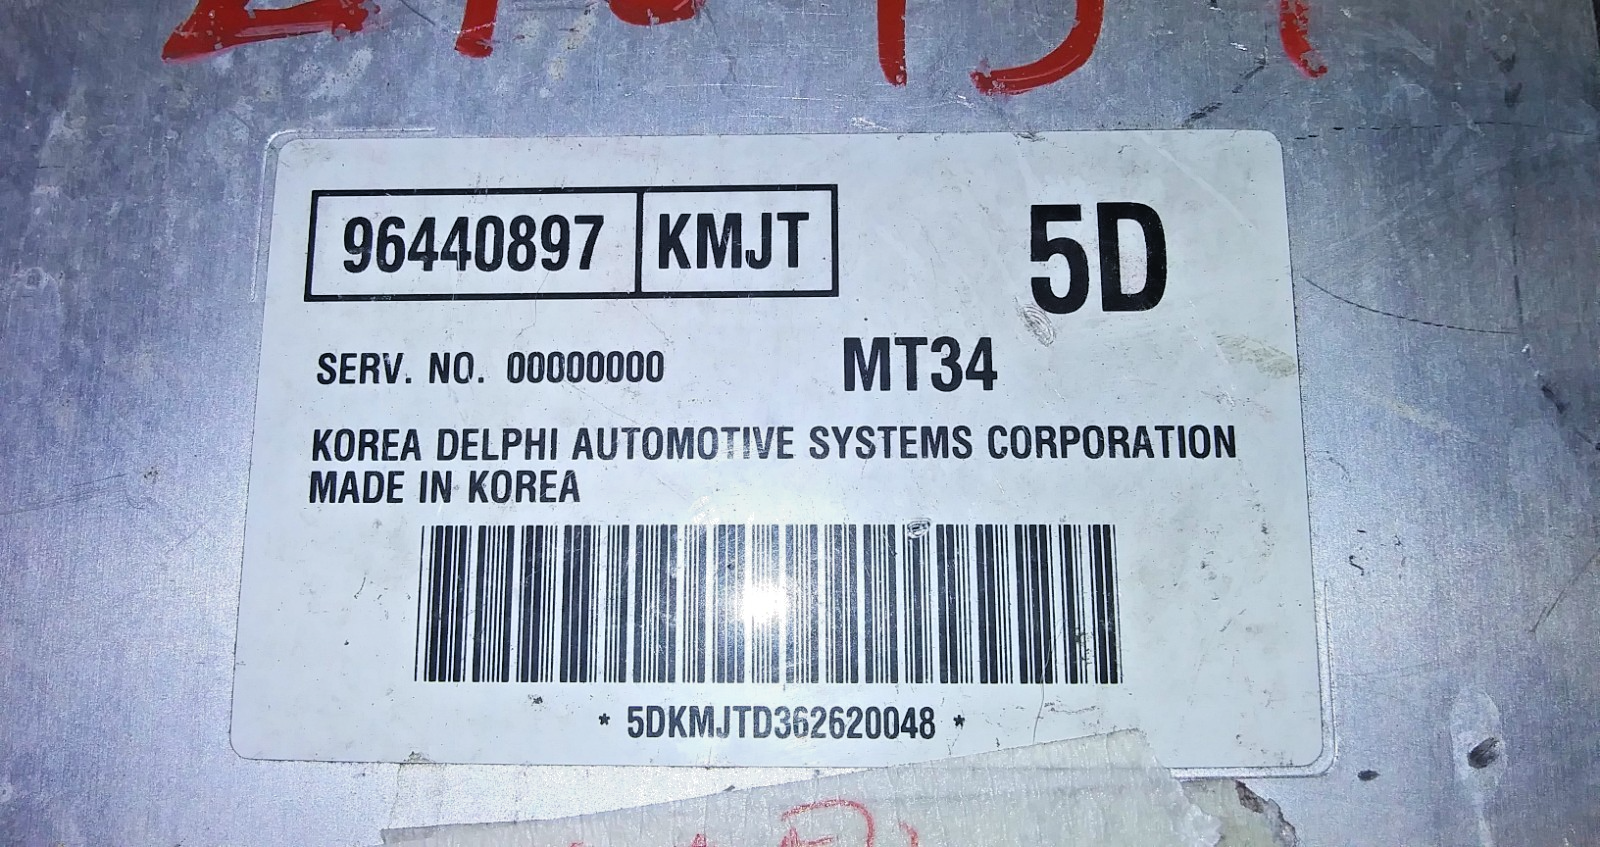 96440897 KMJT 5D
SERV. NO. 00000000 MT34
KOREA DELPHI AUTOMOTIVE SYSTEMS CORPORATION
MADE IN KOREA
* 5DKMJTD362620048 *